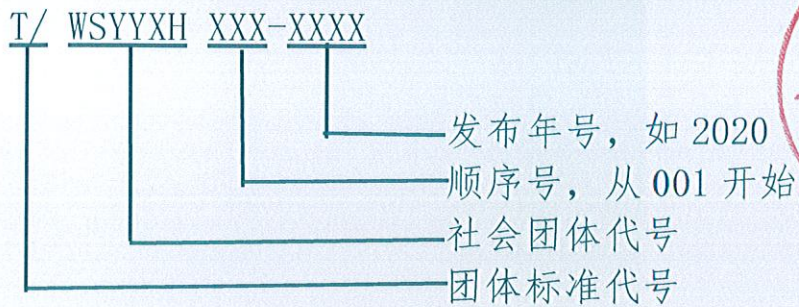 T/ WSYYXH XXX-XXXX
发布年号，如 2020
顺序号，从 001 开始
社会团体代号
团体标准代号